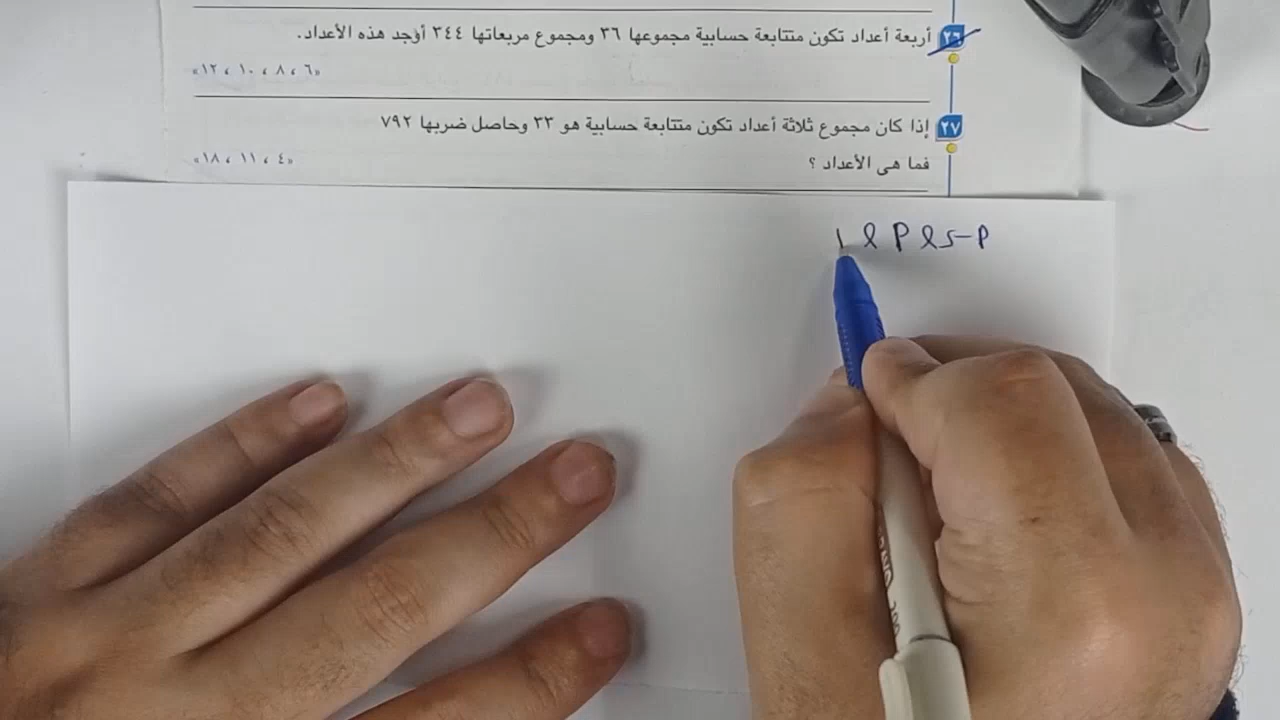 ٢٦ أربعة أعداد تكون متتابعة حسابية مجموعها ٣٦ ومجموع مربعاتها ٣٤٤ أوجد هذه الأعداد.
«٦ ، ٨ ، ١٠ ، ١٢»
٢٧ إذا كان مجموع ثلاثة أعداد تكون متتابعة حسابية هو ٣٣ وحاصل ضربها ٧٩٢
فما هى الأعداد ؟
«٤ ، ١١ ، ١٨»